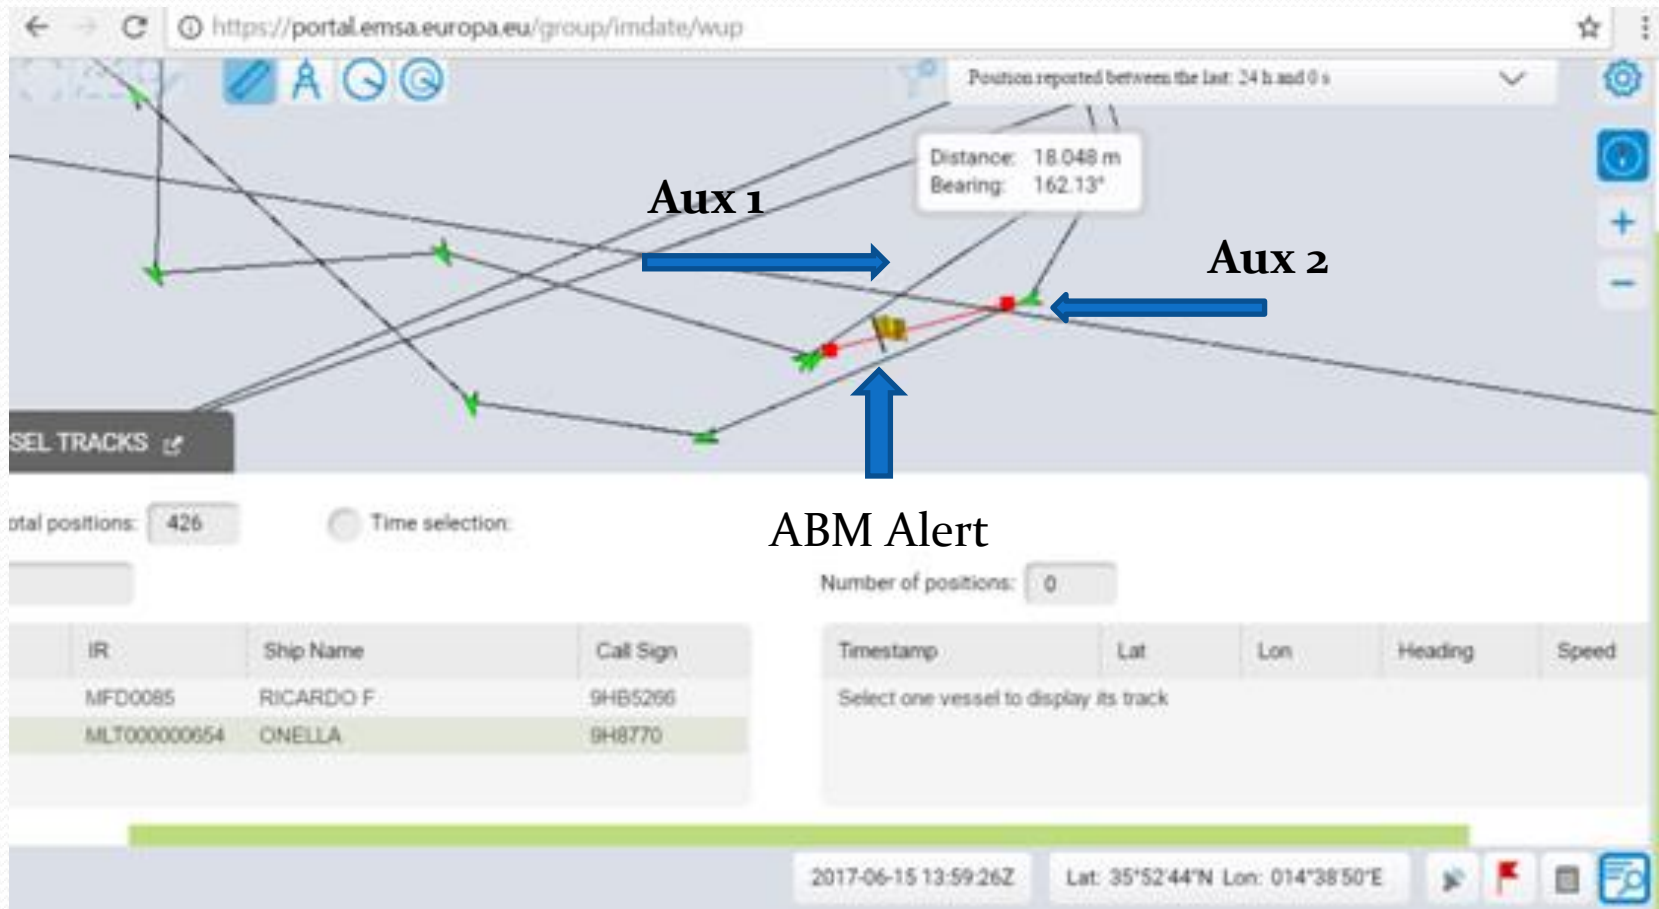 https://portal.emsa.europa.eu/group/imdate/wup
Position reported between the last: 24 h and 0 s
Distance: 18.048 m
Bearing: 162.13°
Aux 1
Aux 2
SEL TRACKS
otal positions: 426
Time selection:
ABM Alert
Number of positions: 0
IR Ship Name Call Sign
MFD0085 RICARDO F 9HB5266
MLT000000654 ONELLA 9H8770
Timestamp Lat Lon Heading Speed
Select one vessel to display its track
2017-06-15 13:59:26Z
Lat: 35°52'44"N Lon: 014°38'50"E